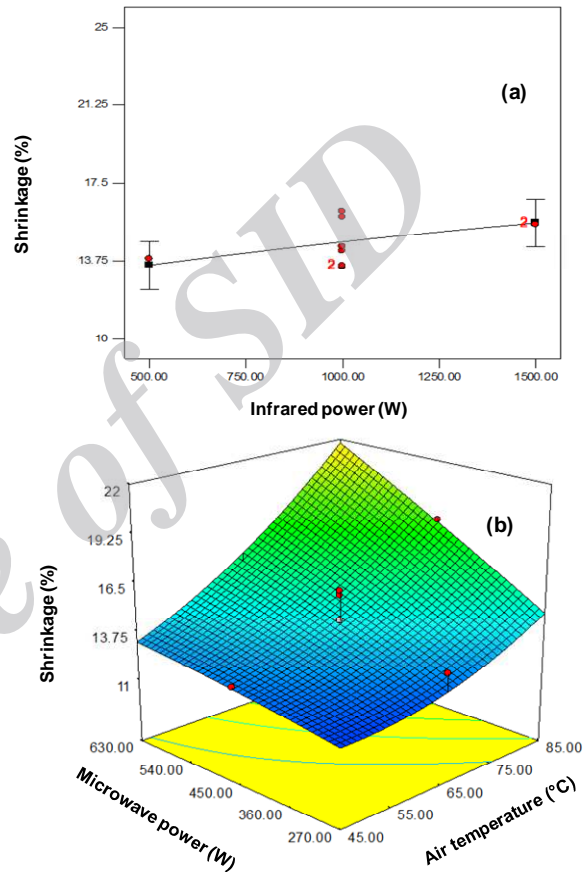 25
21.25
(a)
17.5
Shrinkage (%)
2
2
13.75
10
500.00 750.00 1000.00 1250.00 1500.00
Infrared power (W)
e of SID
22
(b)
19.25
16.5
Shrinkage (%)
13.75
11
630.00 85.00
540.00 75.00
450.00 65.00
360.00 55.00
270.00 45.00
Microwave power (W)
Air temperature (°C)